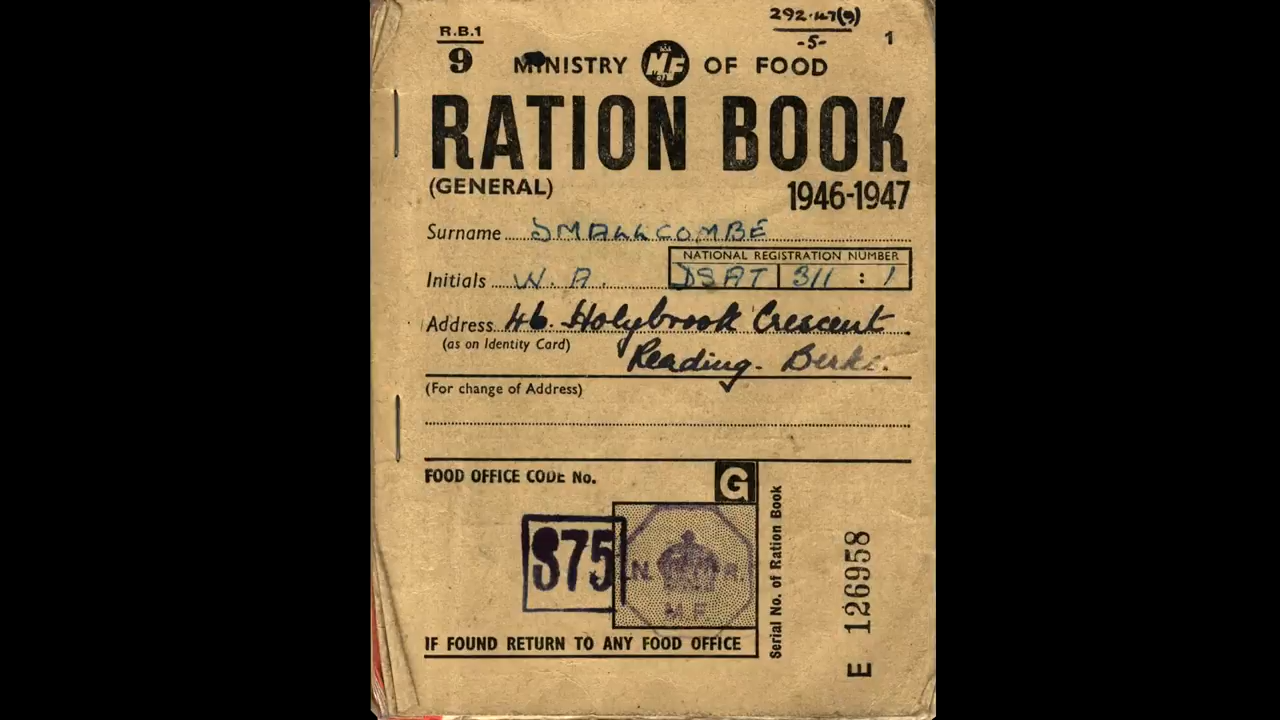 R.B.1
9
292.47(9)
-5-
1
MINISTRY MF OF FOOD
RATION BOOK
(GENERAL)
1946-1947
Surname SMALLCOMBE
NATIONAL REGISTRATION NUMBER
Initials W. A. DSAT 311 : 1
Address 46. Holybrook Crescent
(as on Identity Card)
Reading. Berks.
(For change of Address)
FOOD OFFICE CODE No.
G
S75
N R
M F
IF FOUND RETURN TO ANY FOOD OFFICE
Serial No. of Ration Book
E 126958